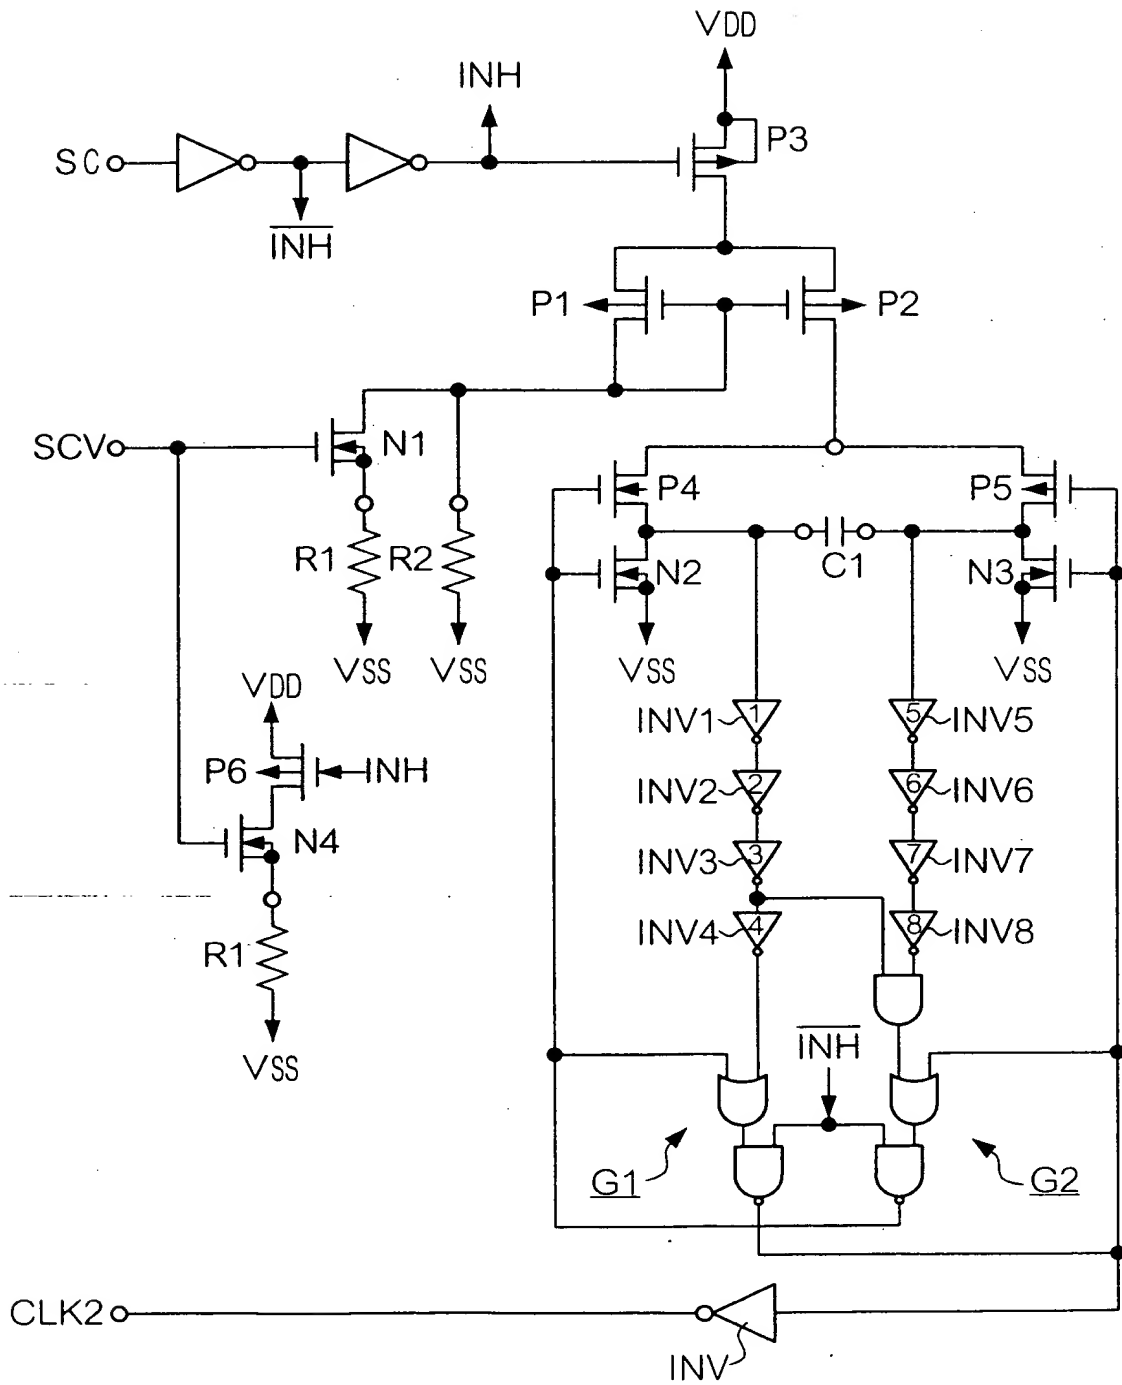 VDD
INH
P3
SC
INH
P1
P2
SCV
N1
P4
P5
R1
R2
N2
C1
N3
VSS
VSS
VSS
VSS
VDD
INV1
1
5
INV5
P6
INH
INV2
2
6
INV6
N4
INV3
3
7
INV7
INV4
4
8
INV8
R1
INH
VSS
G1
G2
CLK2
INV